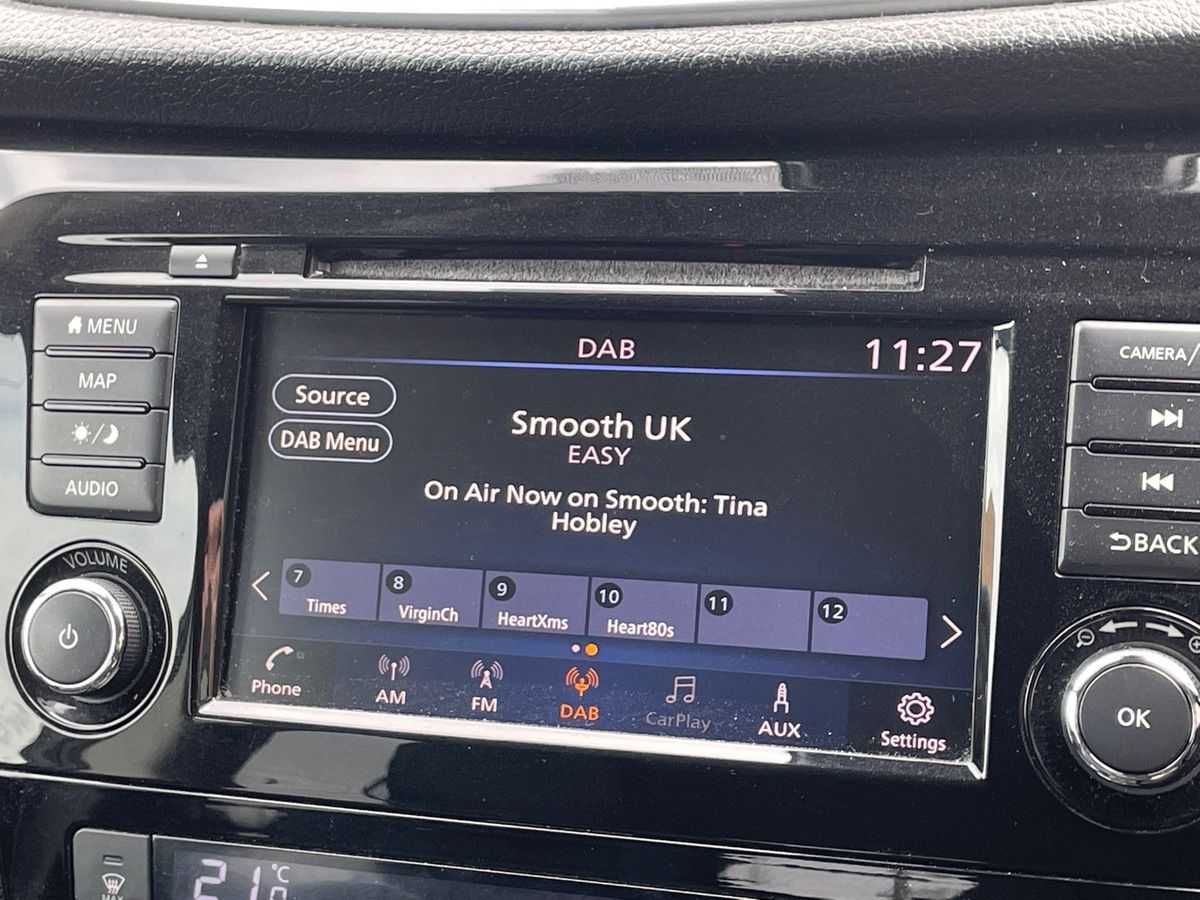 DAB
11:27
MENU
CAMERA/
Source
MAP
Smooth UK
DAB Menu
EASY
AUDIO
On Air Now on Smooth: Tina
Hobley
BACK
VOLUME
7
8
9
10
11
12
Times
VirginCh
HeartXms
Heart80s
Phone
AM
FM
DAB
CarPlay
AUX
Settings
OK
21.0 °C
MAX